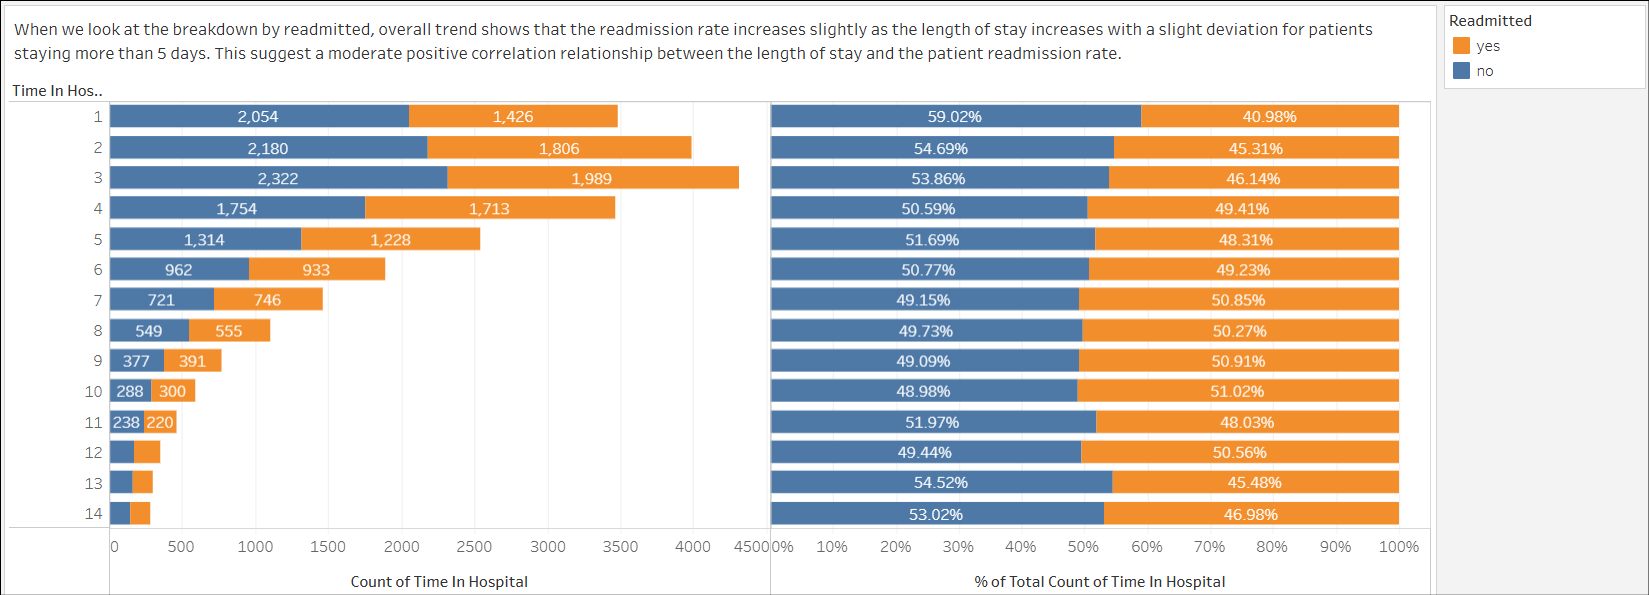 When we look at the breakdown by readmitted, overall trend shows that the readmission rate increases slightly as the length of stay increases with a slight deviation for patients
staying more than 5 days. This suggest a moderate positive correlation relationship between the length of stay and the patient readmission rate.
Readmitted
yes
no
Time In Hos..
1 2,054 1,426 59.02% 40.98%
2 2,180 1,806 54.69% 45.31%
3 2,322 1,989 53.86% 46.14%
4 1,754 1,713 50.59% 49.41%
5 1,314 1,228 51.69% 48.31%
6 962 933 50.77% 49.23%
7 721 746 49.15% 50.85%
8 549 555 49.73% 50.27%
9 377 391 49.09% 50.91%
10 288 300 48.98% 51.02%
11 238 220 51.97% 48.03%
12 49.44% 50.56%
13 54.52% 45.48%
14 53.02% 46.98%
0 500 1000 1500 2000 2500 3000 3500 4000 4500 0% 10% 20% 30% 40% 50% 60% 70% 80% 90% 100%
Count of Time In Hospital % of Total Count of Time In Hospital